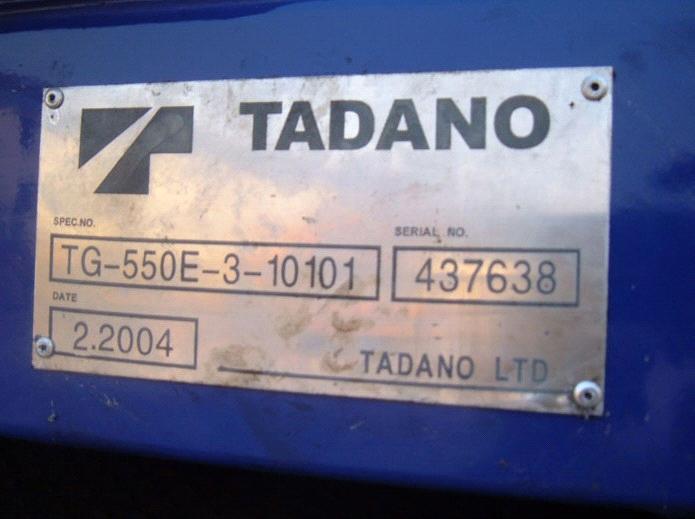 TADANO
SPEC.NO.
TG-550E-3-10101
SERIAL NO.
437638
DATE
2.2004
TADANO LTD